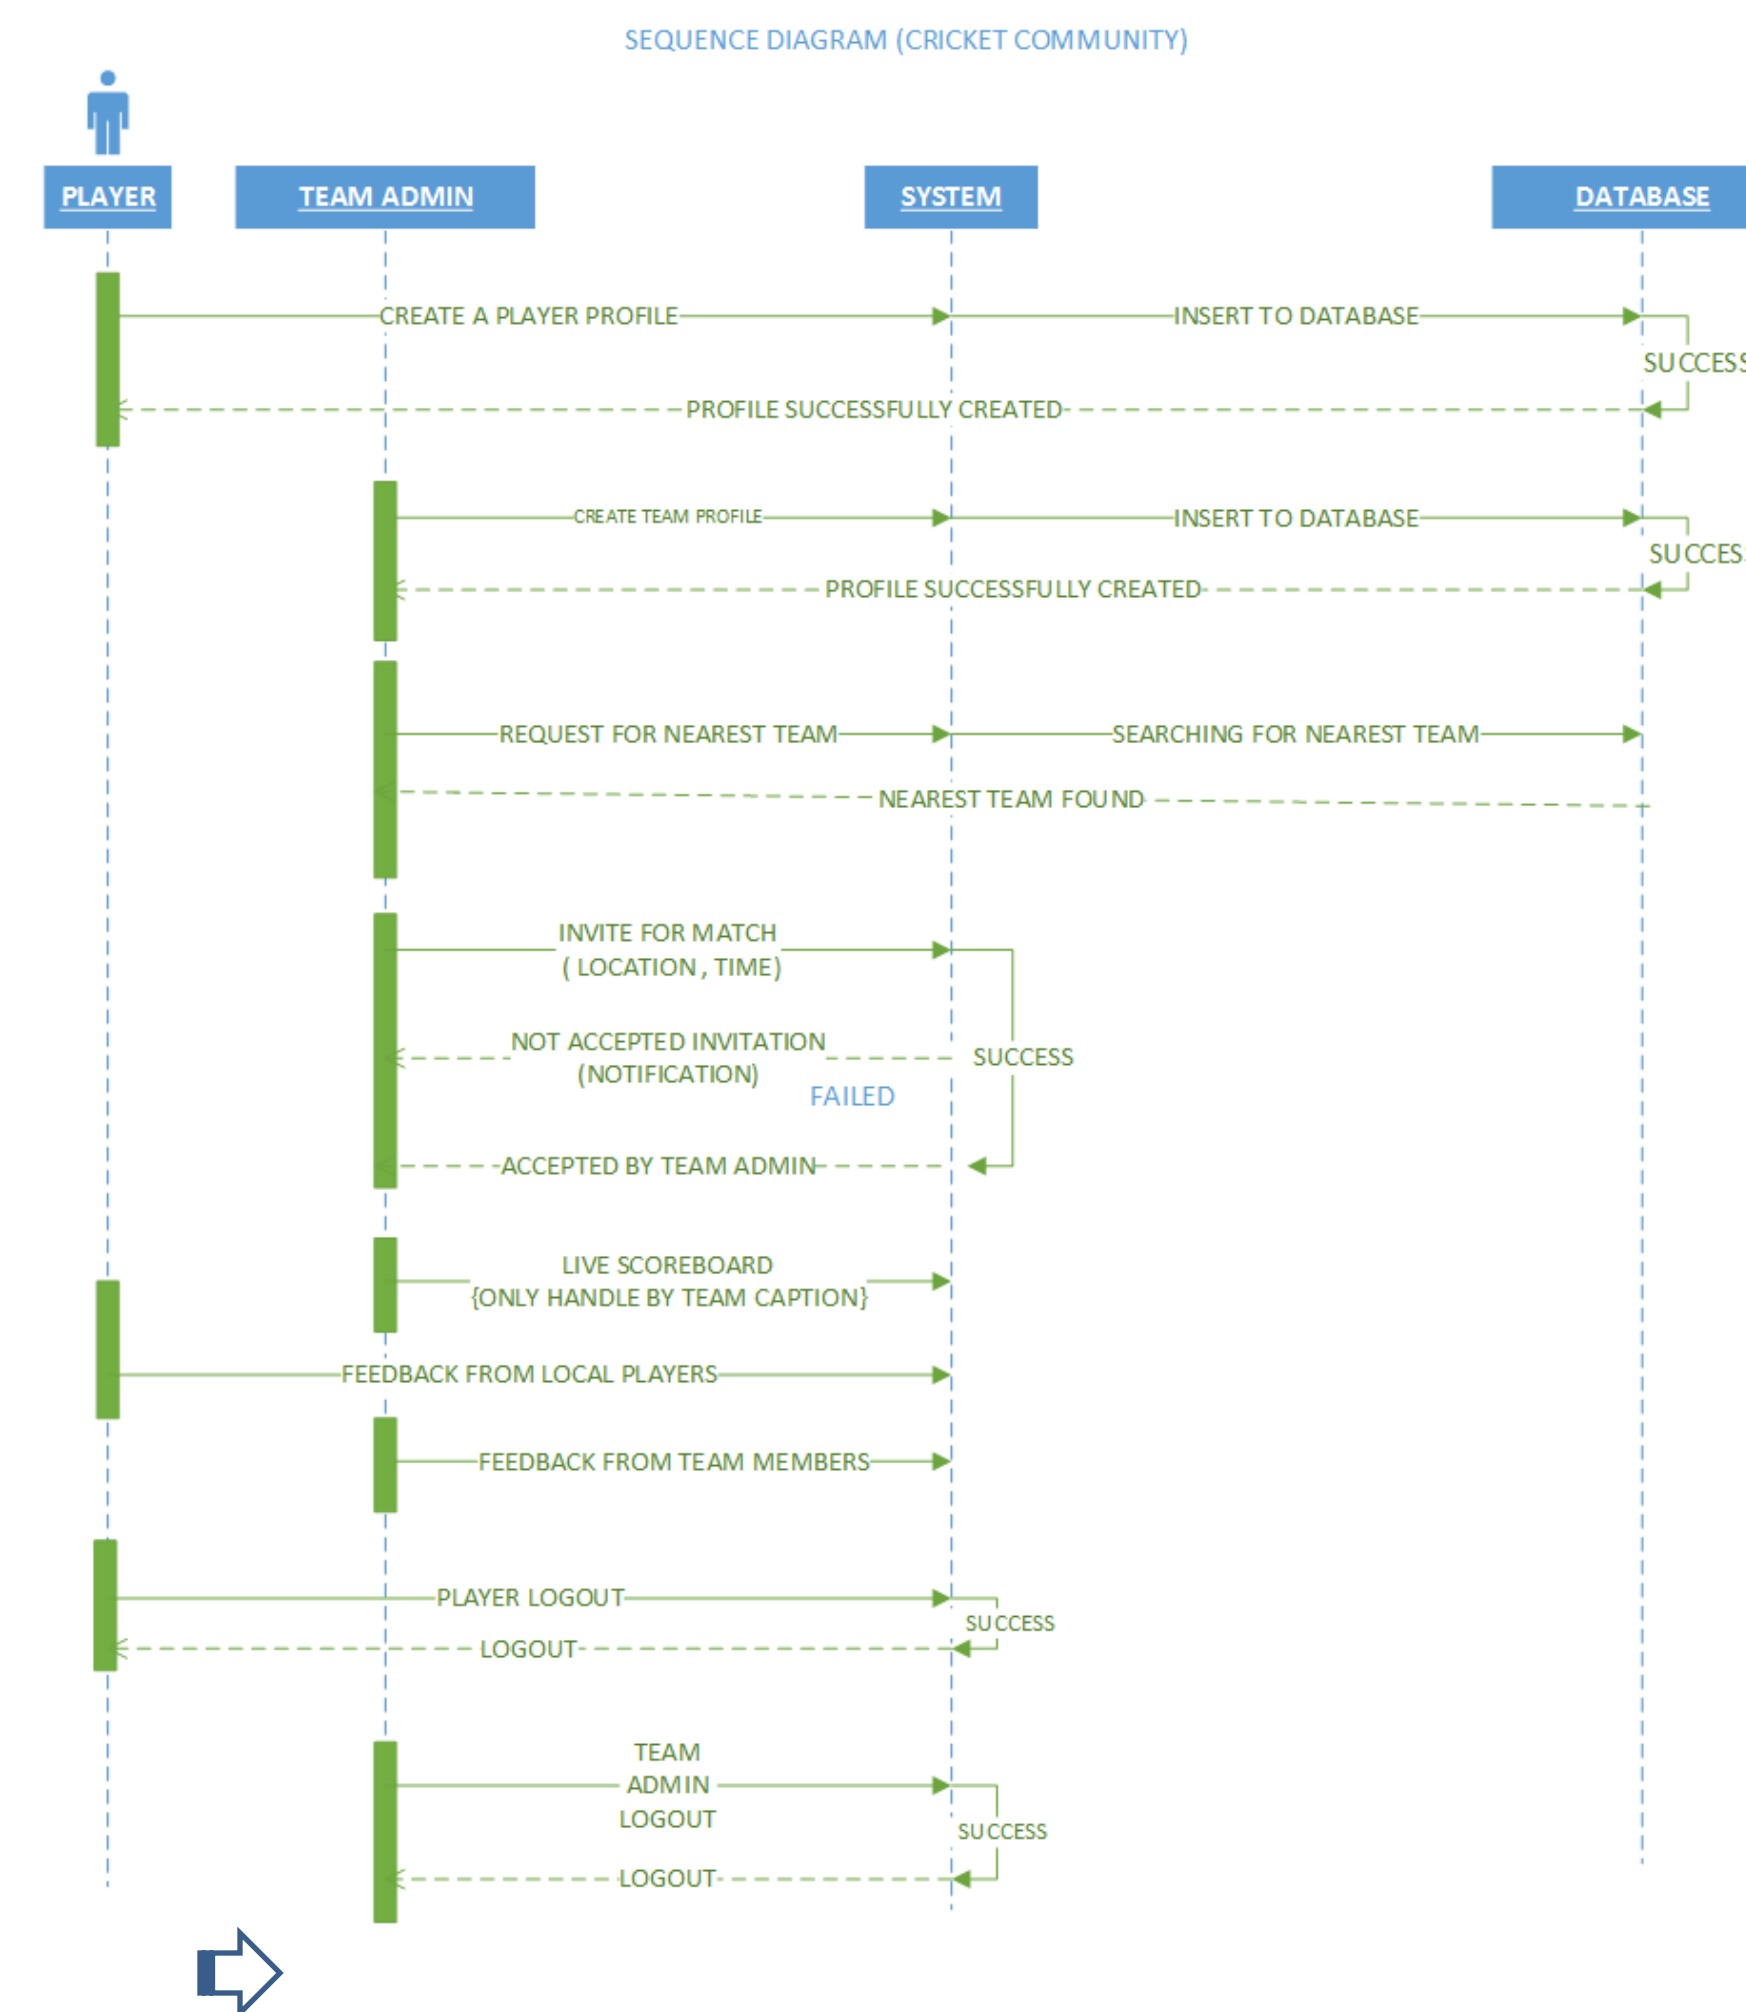 SEQUENCE DIAGRAM (CRICKET COMMUNITY)
PLAYER
TEAM ADMIN
SYSTEM
DATABASE
CREATE A PLAYER PROFILE
INSERT TO DATABASE
SUCCESS
PROFILE SUCCESSFULLY CREATED
CREATE TEAM PROFILE
INSERT TO DATABASE
SUCCES
PROFILE SUCCESSFULLY CREATED
REQUEST FOR NEAREST TEAM
SEARCHING FOR NEAREST TEAM
NEAREST TEAM FOUND
INVITE FOR MATCH
( LOCATION , TIME)
NOT ACCEPTED INVITATION
(NOTIFICATION)
SUCCESS
FAILED
ACCEPTED BY TEAM ADMIN
LIVE SCOREBOARD
{ONLY HANDLE BY TEAM CAPTION}
FEEDBACK FROM LOCAL PLAYERS
FEEDBACK FROM TEAM MEMBERS
PLAYER LOGOUT
SUCCESS
LOGOUT
TEAM
ADMIN
LOGOUT
SUCCESS
LOGOUT